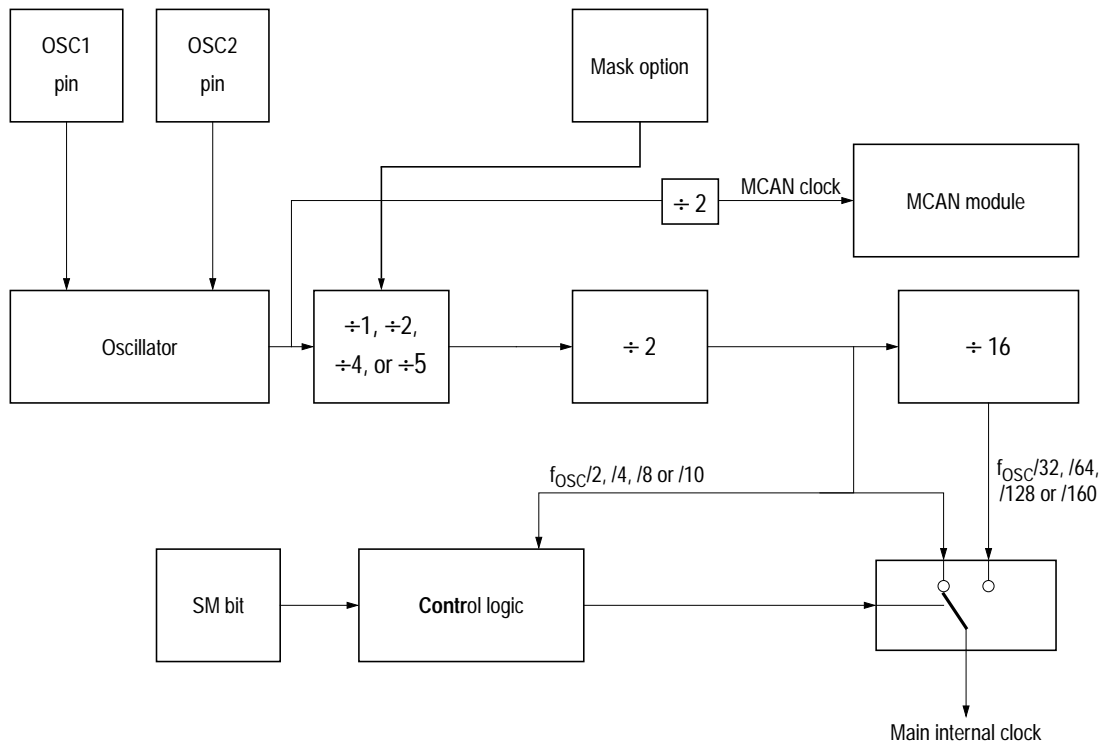 OSC1
pin
OSC2
pin
Mask option
÷ 2
MCAN clock
MCAN module
Oscillator
÷1, ÷2,
÷4, or ÷5
÷ 2
÷ 16
fOSC/2, /4, /8 or /10
fOSC/32, /64,
/128 or /160
SM bit
Control logic
Main internal clock